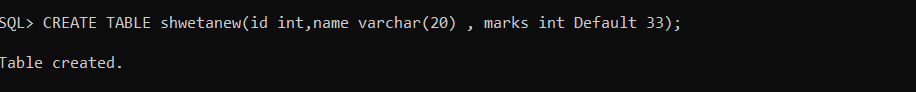 SQL> CREATE TABLE shwetanew(id int,name varchar(20) , marks int Default 33);
Table created.